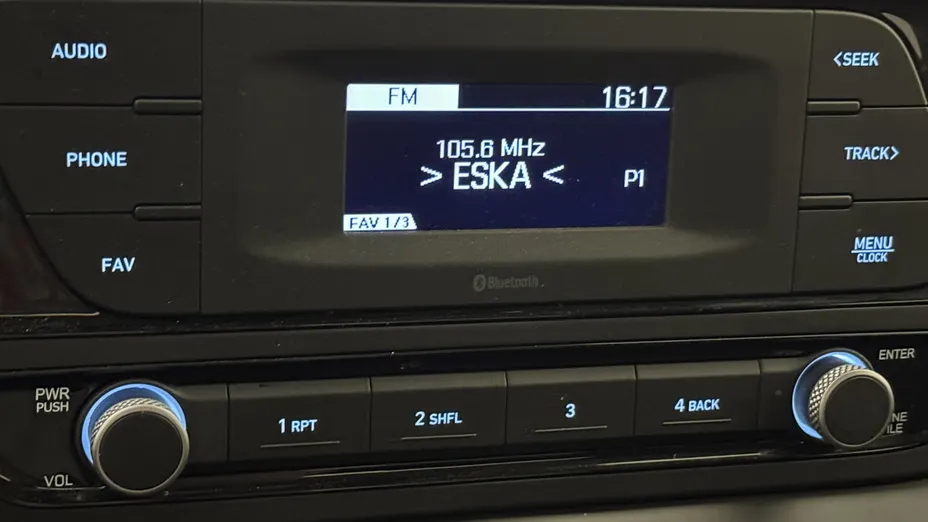 AUDIO
<SEEK
FM 16:17
105.6 MHz
PHONE
TRACK>
> ESKA < P1
FAV 1/3
FAV
MENU
CLOCK
Bluetooth
ENTER
PWR
PUSH
1 RPT
2 SHFL
3
4 BACK
VOL